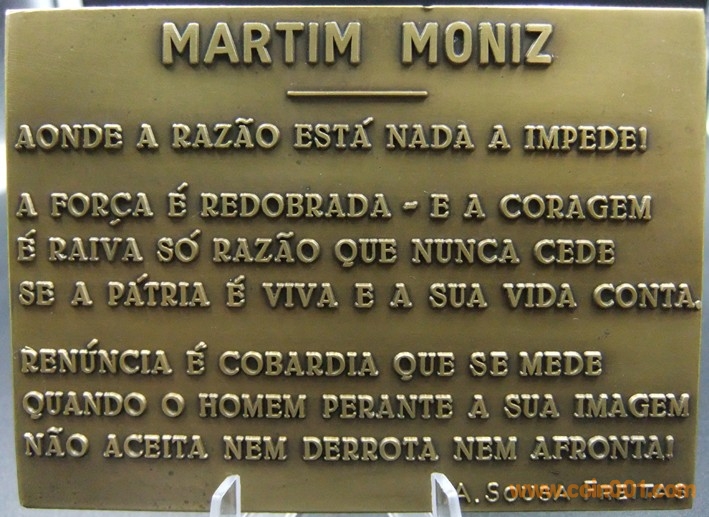 MARTIM MONIZ
AONDE A RAZÃO ESTÁ NADA A IMPEDE!
A FORÇA É REDOBRADA - E A CORAGEM
É RAIVA SÓ RAZÃO QUE NUNCA CEDE
SE A PÁTRIA É VIVA E A SUA VIDA CONTA.
RENÚNCIA É COBARDIA QUE SE MEDE
QUANDO O HOMEM PERANTE A SUA IMAGEM
NÃO ACEITA NEM DERROTA NEM AFRONTA!
A. SOUSA